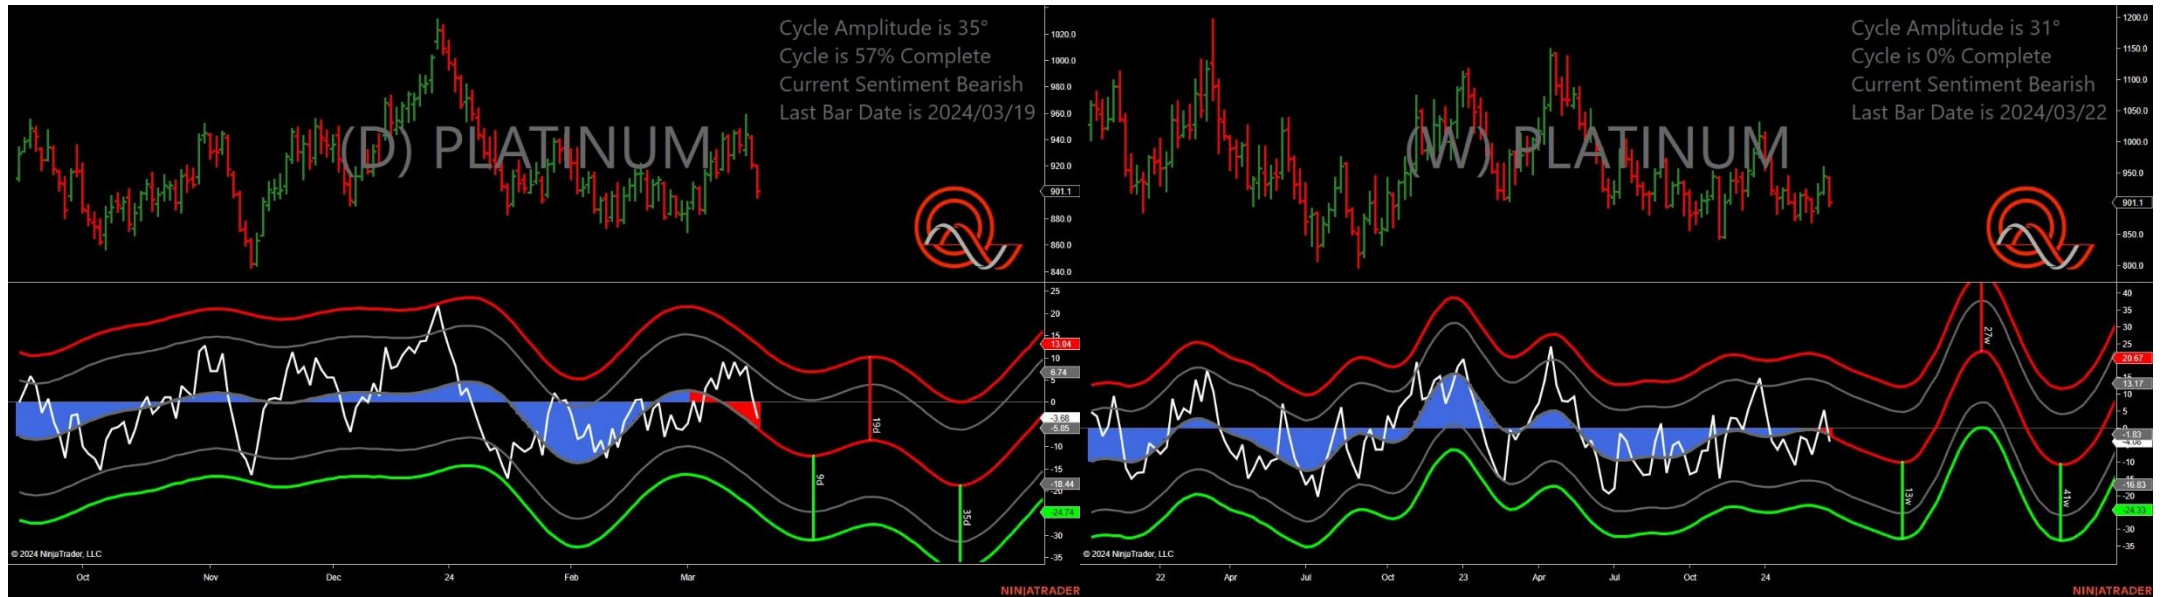 Cycle Amplitude is 35°
Cycle is 57% Complete
Current Sentiment Bearish
Last Bar Date is 2024/03/19
(D) PLATINUM
1020.0
1000.0
980.0
960.0
940.0
920.0
901.1
880.0
860.0
840.0
25
20
15
13.04
10
6.74
5
0
-3.68
-5.85
-10
-15
-18.44
-20
-24.74
-30
-35
9d
19d
35d
© 2024 NinjaTrader, LLC
Oct
Nov
Dec
24
Feb
Mar
NINJATRADER
Cycle Amplitude is 31°
Cycle is 0% Complete
Current Sentiment Bearish
Last Bar Date is 2024/03/22
(W) PLATINUM
1200.0
1150.0
1100.0
1050.0
1000.0
950.0
901.1
850.0
800.0
40
35
30
25
20.67
15
13.17
5
0
-1.83
-4.08
-10
-16.83
-20
-24.33
-30
-35
13w
27w
41w
© 2024 NinjaTrader, LLC
22
Apr
Jul
Oct
23
Apr
Jul
Oct
24
NINJATRADER